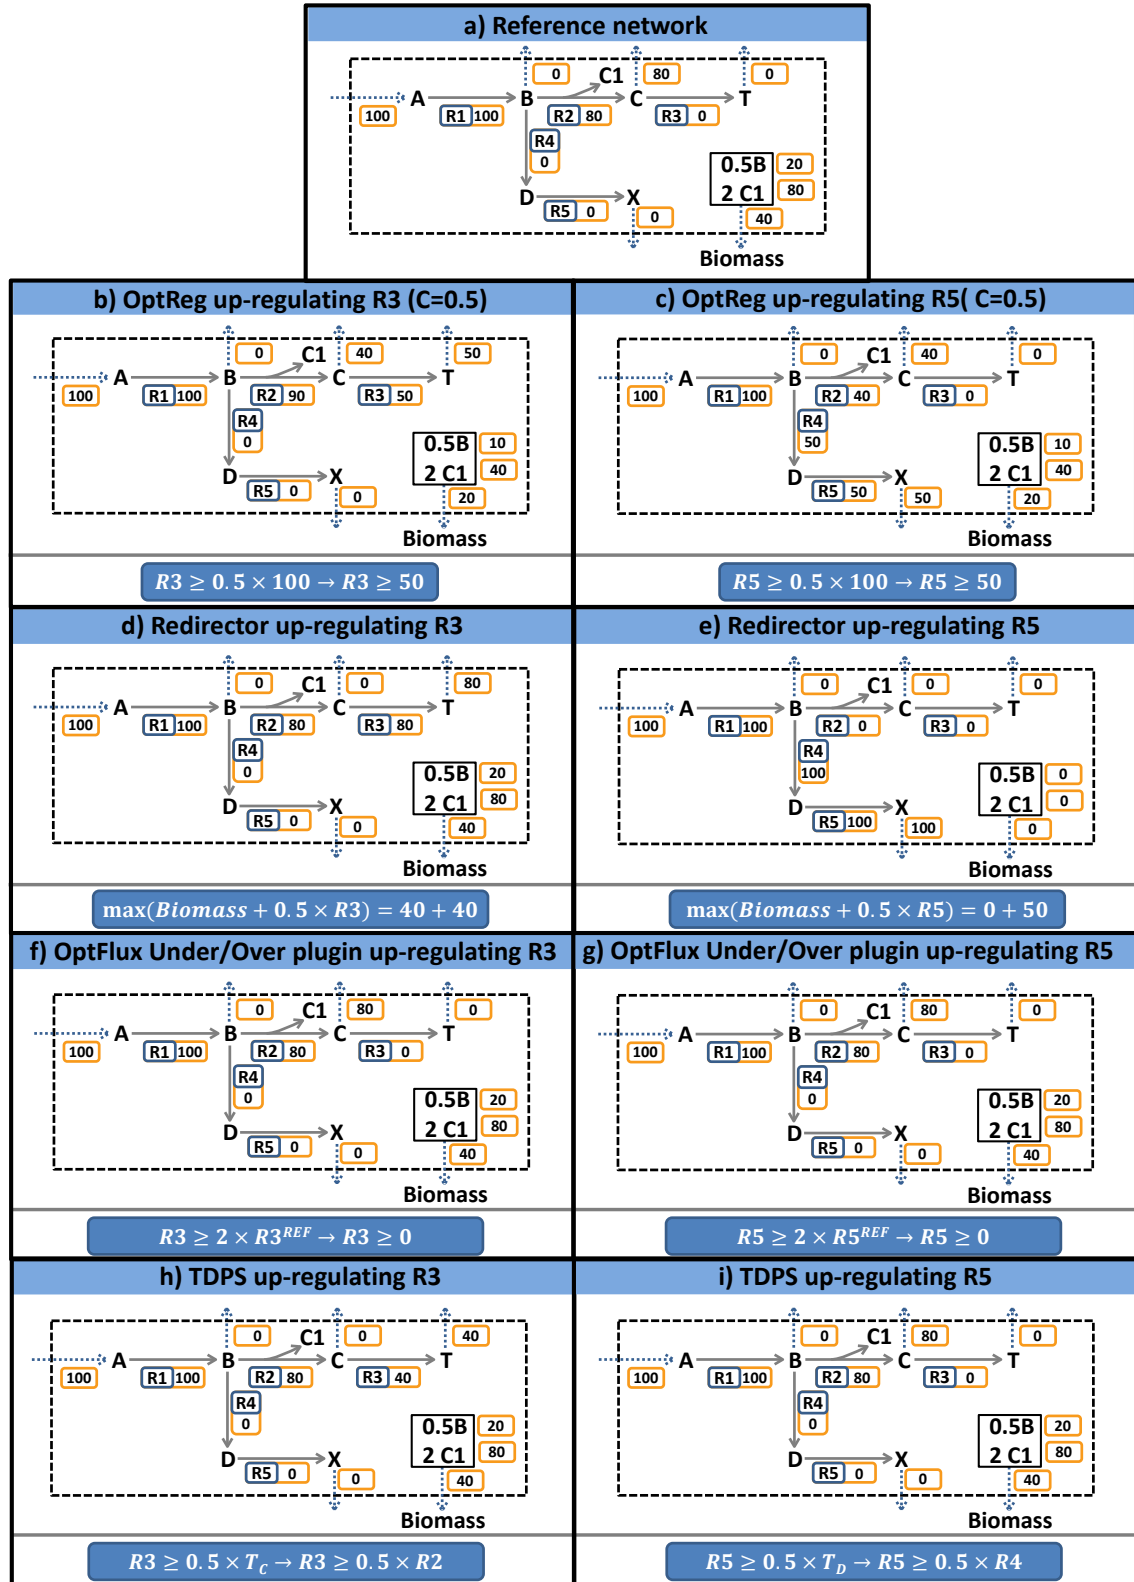 a) Reference network
0 C1 80 0
100 A B C T
R1 100 R2 80 R3 0
R4
0
0.5B 20
2 C1 80
D X
R5 0 0 40
Biomass
b) OptReg up-regulating R3 (C=0.5)
0 C1 40 50
100 A B C T
R1 100 R2 90 R3 50
R4
0
0.5B 10
2 C1 40
D X
R5 0 0 20
Biomass
R3 ≥ 0.5 × 100 → R3 ≥ 50
c) OptReg up-regulating R5( C=0.5)
0 C1 40 0
100 A B C T
R1 100 R2 40 R3 0
R4
50
0.5B 10
2 C1 40
D X
R5 50 50 20
Biomass
R5 ≥ 0.5 × 100 → R5 ≥ 50
d) Redirector up-regulating R3
0 C1 0 80
100 A B C T
R1 100 R2 80 R3 80
R4
0
0.5B 20
2 C1 80
D X
R5 0 0 40
Biomass
max(Biomass + 0.5 × R3) = 40 + 40
e) Redirector up-regulating R5
0 C1 0 0
100 A B C T
R1 100 R2 0 R3 0
R4
100
0.5B 0
2 C1 0
D X
R5 100 100 0
Biomass
max(Biomass + 0.5 × R5) = 0 + 50
f) OptFlux Under/Over plugin up-regulating R3
0 C1 80 0
100 A B C T
R1 100 R2 80 R3 0
R4
0
0.5B 20
2 C1 80
D X
R5 0 0 40
Biomass
R3 ≥ 2 × R3^REF → R3 ≥ 0
g) OptFlux Under/Over plugin up-regulating R5
0 C1 80 0
100 A B C T
R1 100 R2 80 R3 0
R4
0
0.5B 20
2 C1 80
D X
R5 0 0 40
Biomass
R5 ≥ 2 × R5^REF → R5 ≥ 0
h) TDPS up-regulating R3
0 C1 0 40
100 A B C T
R1 100 R2 80 R3 40
R4
0
0.5B 20
2 C1 80
D X
R5 0 0 40
Biomass
R3 ≥ 0.5 × T_C → R3 ≥ 0.5 × R2
i) TDPS up-regulating R5
0 C1 80 0
100 A B C T
R1 100 R2 80 R3 0
R4
0
0.5B 20
2 C1 80
D X
R5 0 0 40
Biomass
R5 ≥ 0.5 × T_D → R5 ≥ 0.5 × R4